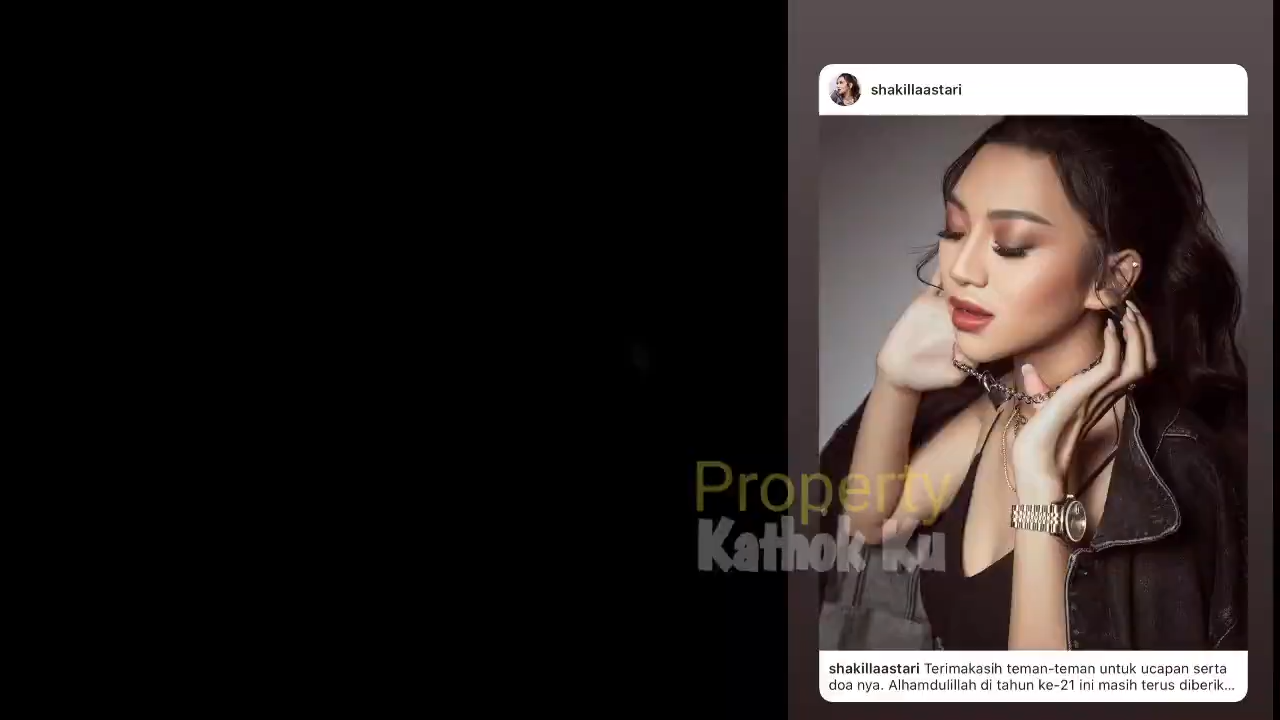 shakillaastari
Property
Kathok Ku
shakillaastari Terimakasih teman-teman untuk ucapan serta
doa nya. Alhamdulillah di tahun ke-21 ini masih terus diberik...